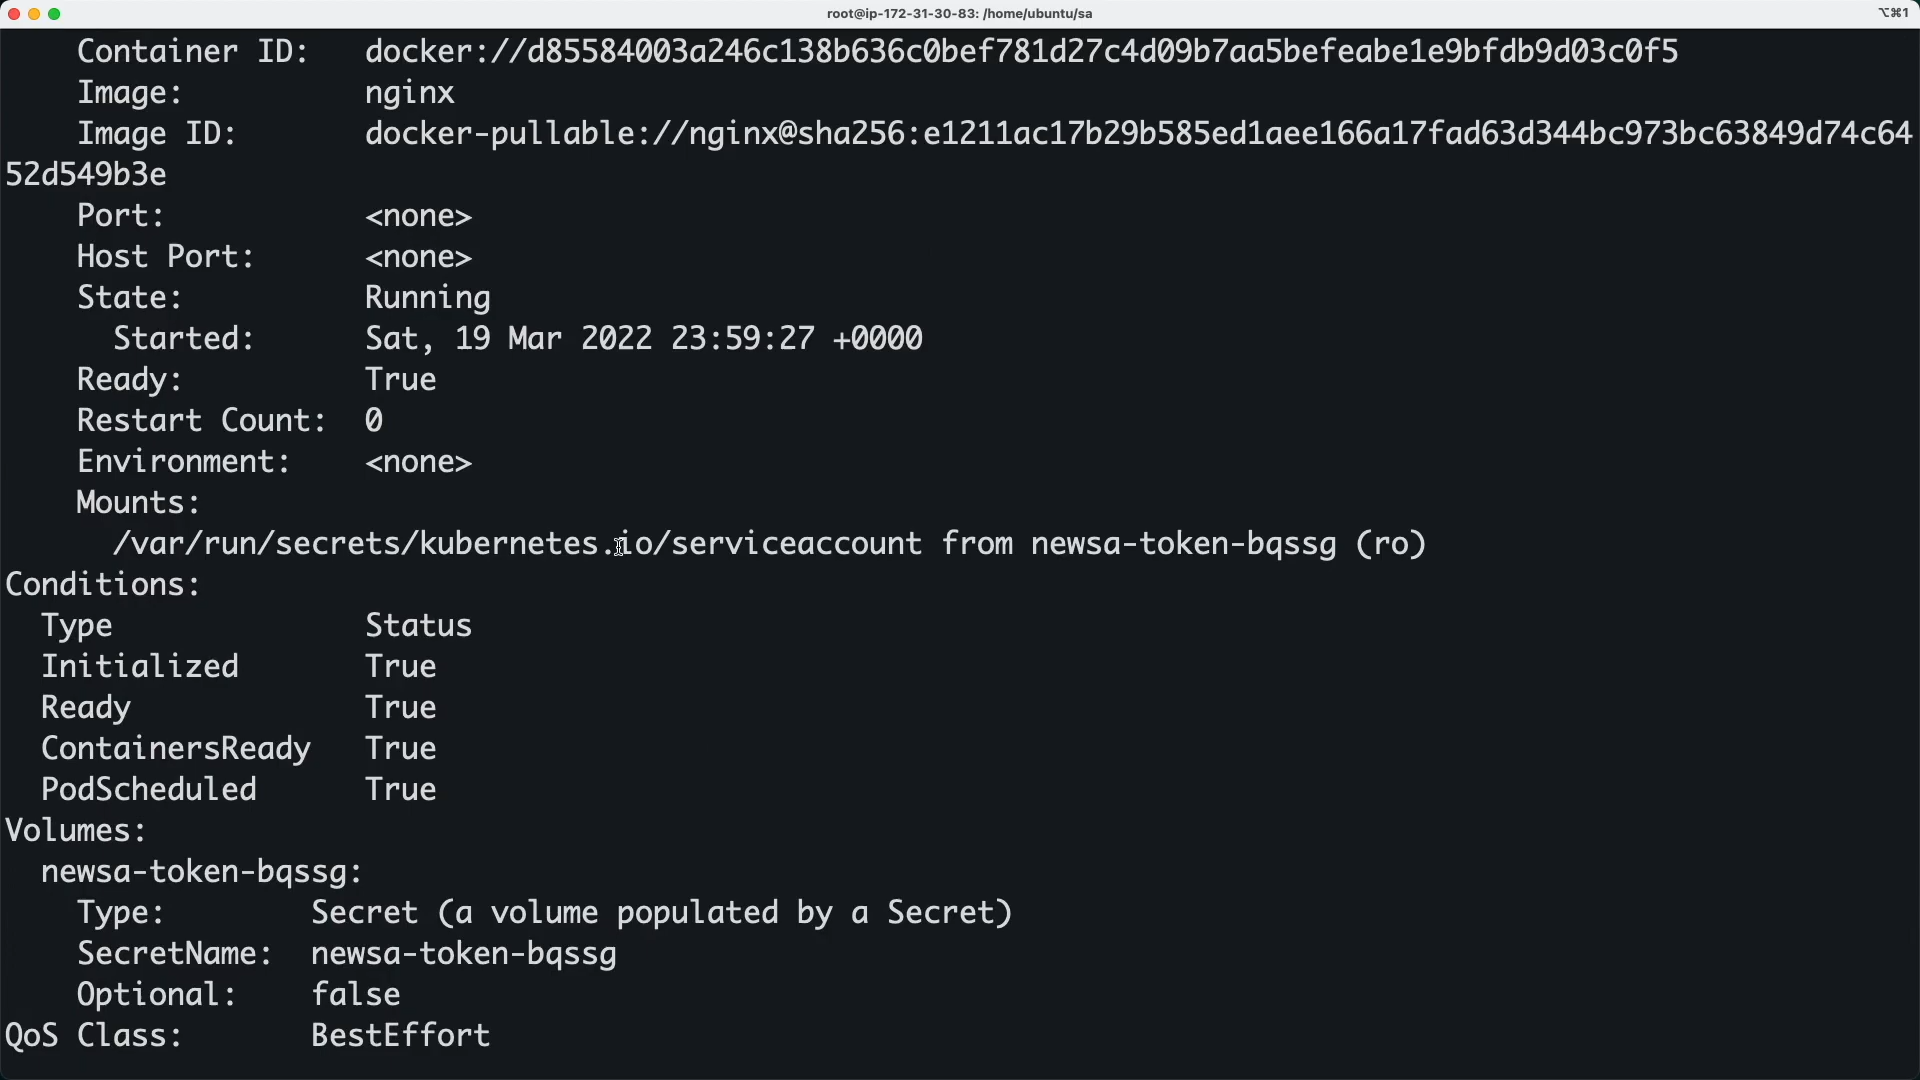 root@ip-172-31-30-83: /home/ubuntu/sa
⌥⌘1
Container ID:   docker://d85584003a246c138b636c0bef781d27c4d09b7aa5befeabe1e9bfdb9d03c0f5
Image:          nginx
Image ID:       docker-pullable://nginx@sha256:e1211ac17b29b585ed1aee166a17fad63d344bc973bc63849d74c64
52d549b3e
Port:           <none>
Host Port:      <none>
State:          Running
Started:      Sat, 19 Mar 2022 23:59:27 +0000
Ready:          True
Restart Count:  0
Environment:    <none>
Mounts:
/var/run/secrets/kubernetes.io/serviceaccount from newsa-token-bqssg (ro)
Conditions:
Type              Status
Initialized       True
Ready             True
ContainersReady   True
PodScheduled      True
Volumes:
newsa-token-bqssg:
Type:        Secret (a volume populated by a Secret)
SecretName:  newsa-token-bqssg
Optional:    false
QoS Class:       BestEffort